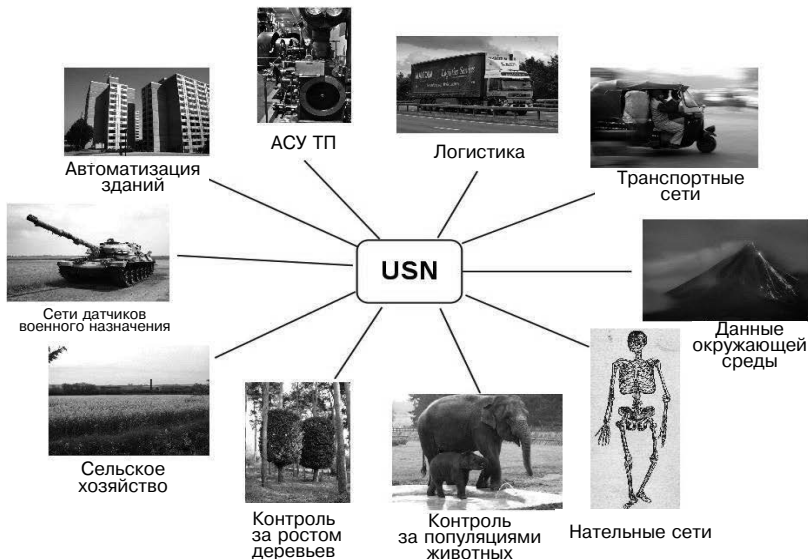 АСУ ТП
Логистика
Автоматизация
зданий
Транспортные
сети
USN
Сети датчиков
военного назначения
Данные
окружающей
среды
Сельское
хозяйство
Контроль
за ростом
деревьев
Контроль
за популяциями
животных
Нательные сети